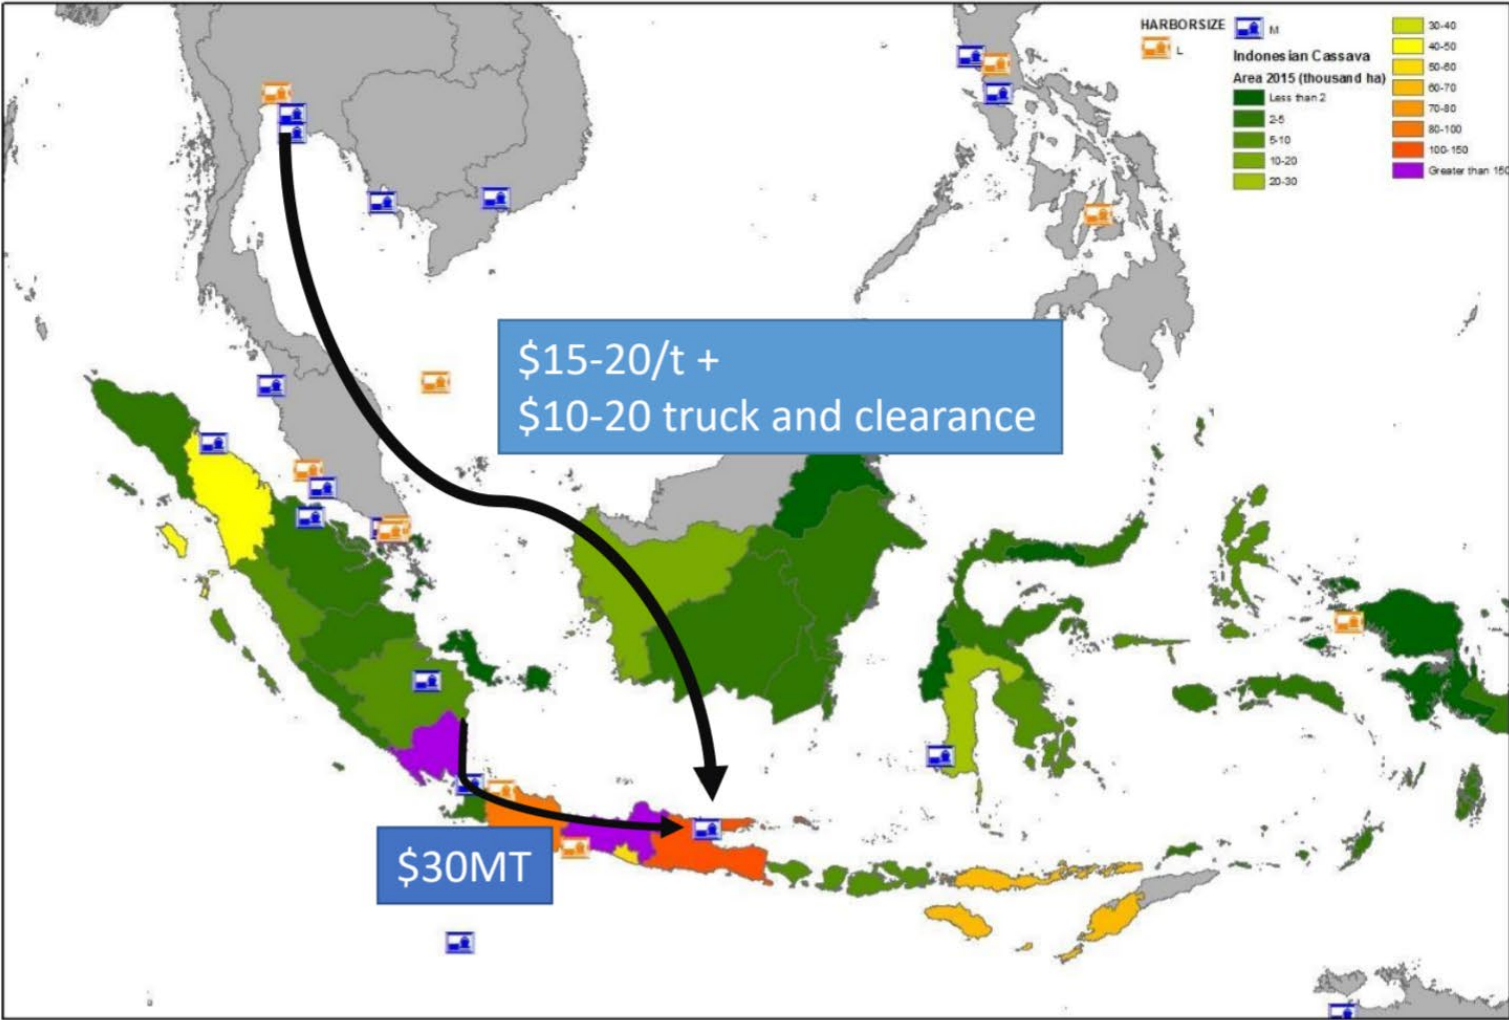 HARBORSIZE
L
M
Indonesian Cassava
Area 2015 (thousand ha)
Less than 2
2-5
5-10
10-20
20-30
30-40
40-50
50-60
60-70
70-80
80-100
100-150
Greater than 150
$15-20/t +
$10-20 truck and clearance
$30MT